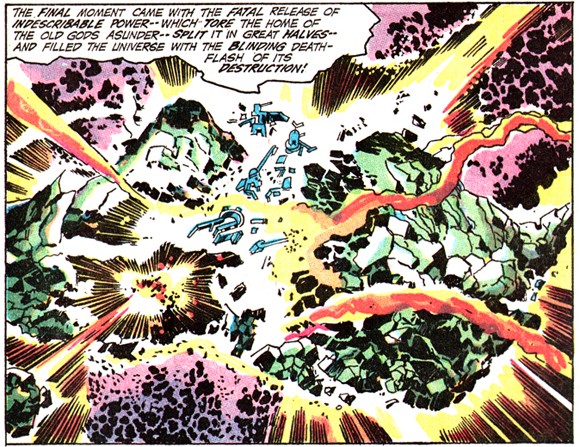 THE FINAL MOMENT CAME WITH THE FATAL RELEASE OF
INDESCRIBABLE POWER-- WHICH TORE THE HOME OF
THE OLD GODS ASUNDER-- SPLIT IT IN GREAT HALVES--
AND FILLED THE UNIVERSE WITH THE BLINDING DEATH-
FLASH OF ITS
DESTRUCTION!